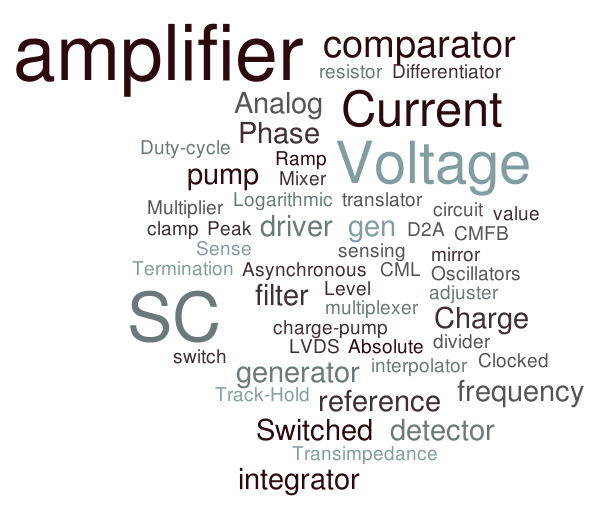 amplifier comparator
resistor Differentiator
Analog Current
Phase
Duty-cycle Ramp Voltage
pump Mixer
Logarithmic translator
Multiplier circuit value
clamp Peak driver gen D2A CMFB
Sense sensing mirror
Termination Asynchronous CML Oscillators
SC filter Level adjuster
multiplexer Charge
charge-pump
LVDS Absolute divider
switch interpolator Clocked
generator
Track-Hold reference frequency
Switched detector
Transimpedance
integrator